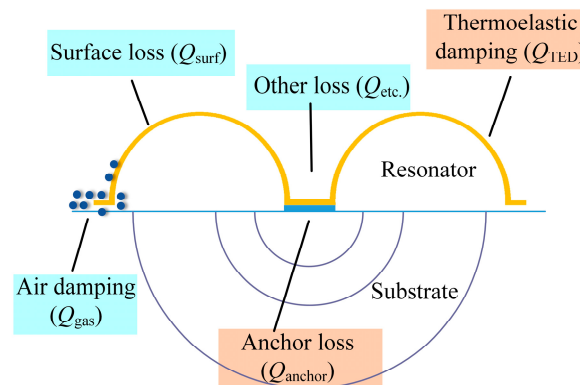 Surface loss (Qsurf)
Thermoelastic
damping (QTED)
Other loss (Qetc.)
Resonator
Air damping
(Qgas)
Substrate
Anchor loss
(Qanchor)